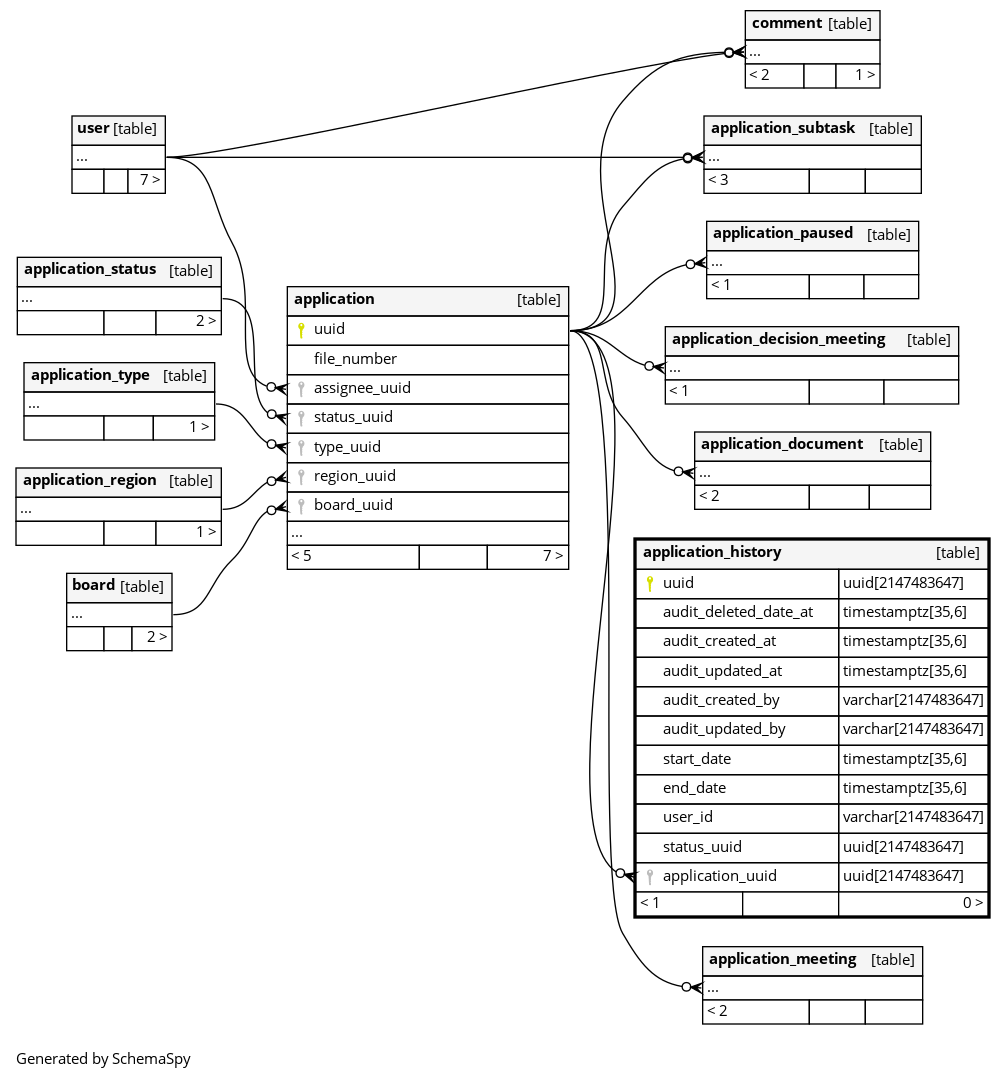 comment [table]
...
< 2 1 >
user [table]
...
7 >
application_subtask [table]
...
< 3
application_paused [table]
...
< 1
application_status [table]
...
2 >
application [table]
uuid
file_number
assignee_uuid
status_uuid
type_uuid
region_uuid
board_uuid
...
< 5 7 >
application_decision_meeting [table]
...
< 1
application_type [table]
...
1 >
application_document [table]
...
< 2
application_region [table]
...
1 >
board [table]
...
2 >
application_history [table]
uuid uuid[2147483647]
audit_deleted_date_at timestamptz[35,6]
audit_created_at timestamptz[35,6]
audit_updated_at timestamptz[35,6]
audit_created_by varchar[2147483647]
audit_updated_by varchar[2147483647]
start_date timestamptz[35,6]
end_date timestamptz[35,6]
user_id varchar[2147483647]
status_uuid uuid[2147483647]
application_uuid uuid[2147483647]
< 1 0 >
application_meeting [table]
...
< 2
Generated by SchemaSpy